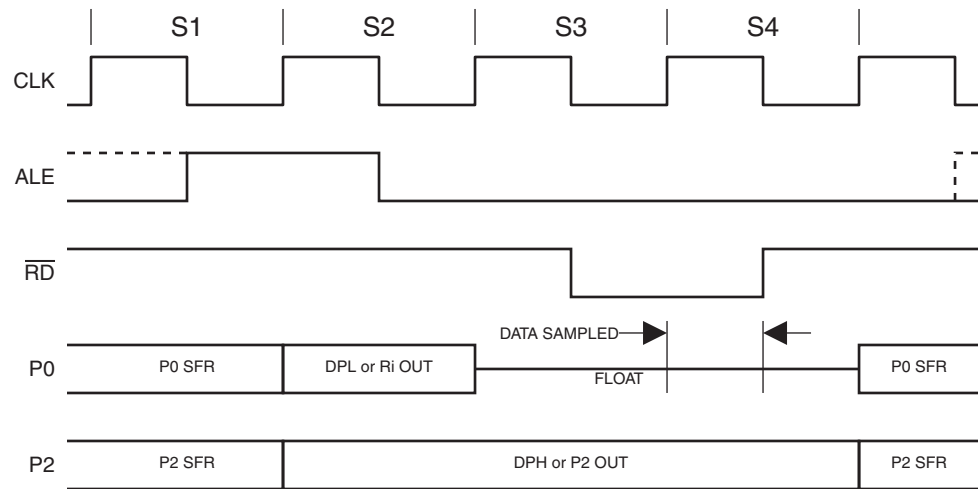 S1 S2 S3 S4
CLK
ALE
RD
DATA SAMPLED
P0 P0 SFR DPL or Ri OUT FLOAT P0 SFR
P2 P2 SFR DPH or P2 OUT P2 SFR